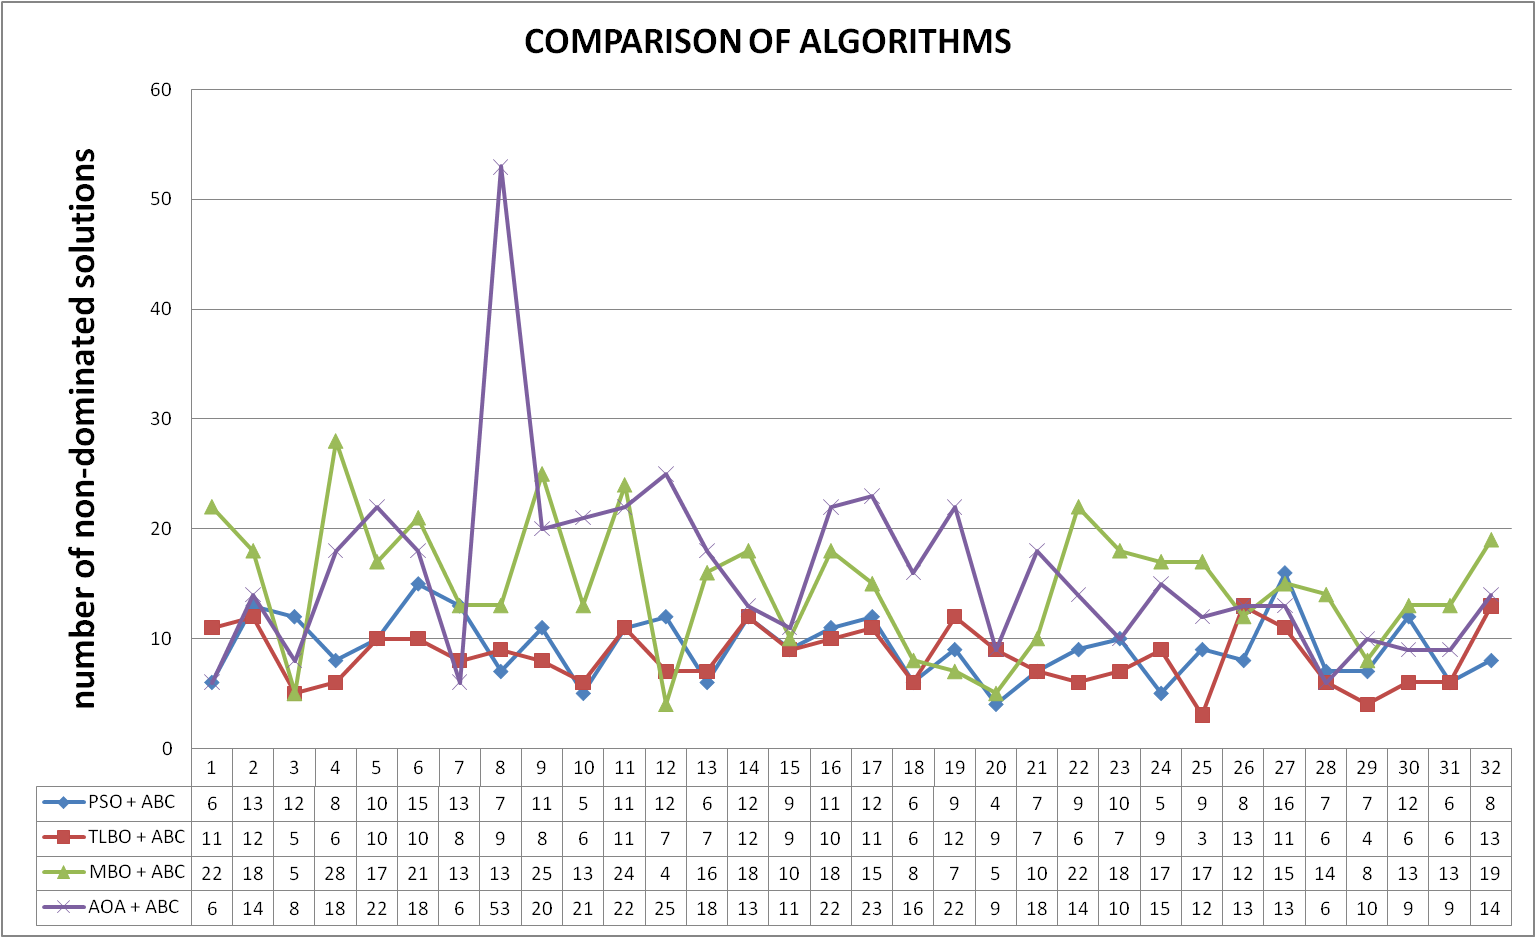 COMPARISON OF ALGORITHMS
number of non-dominated solutions
60
50
40
30
20
10
0
1 2 3 4 5 6 7 8 9 10 11 12 13 14 15 16 17 18 19 20 21 22 23 24 25 26 27 28 29 30 31 32
PSO + ABC 6 13 12 8 10 15 13 7 11 5 11 12 6 12 9 11 12 6 9 4 7 9 10 5 9 8 16 7 7 12 6 8
TLBO + ABC 11 12 5 6 10 10 8 9 8 6 11 7 7 12 9 10 11 6 12 9 7 6 7 9 3 13 11 6 4 6 6 13
MBO + ABC 22 18 5 28 17 21 13 13 25 13 24 4 16 18 10 18 15 8 7 5 10 22 18 17 17 12 15 14 8 13 13 19
AOA + ABC 6 14 8 18 22 18 6 53 20 21 22 25 18 13 11 22 23 16 22 9 18 14 10 15 12 13 13 6 10 9 9 14